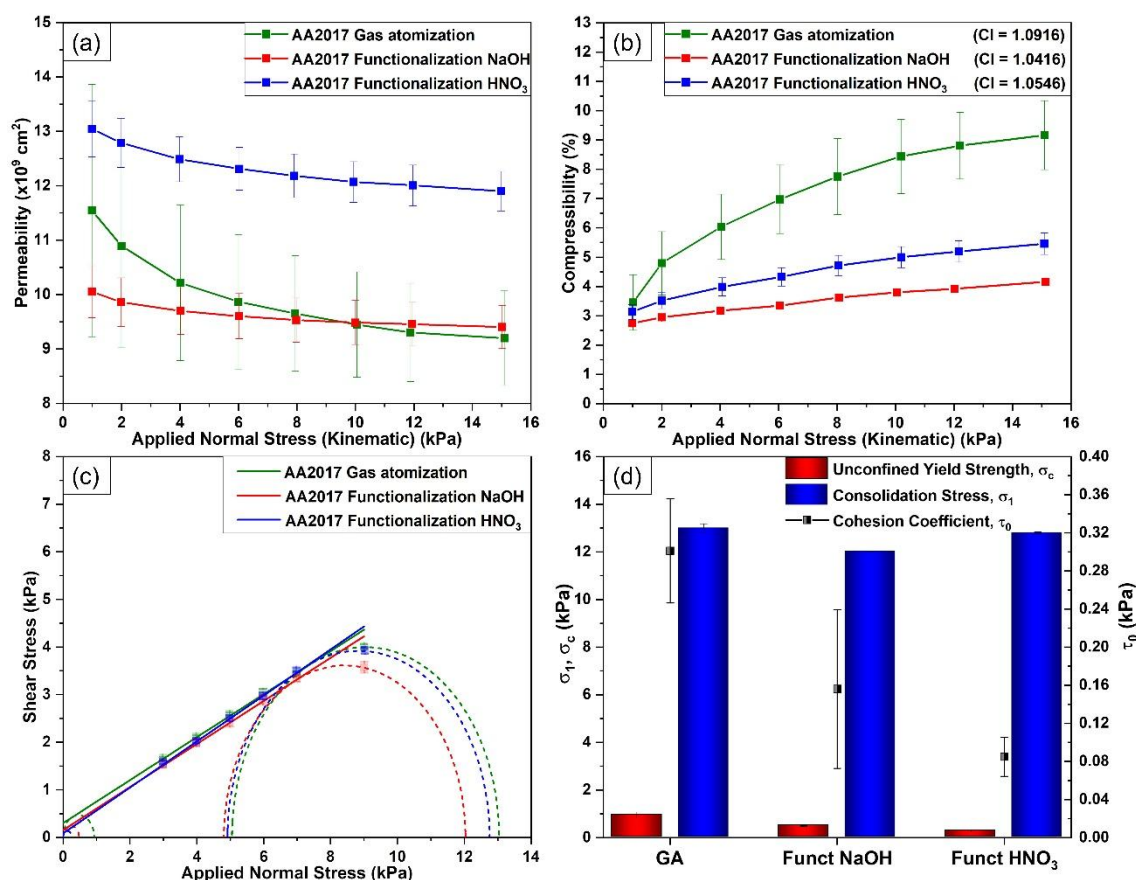 (a)
AA2017 Gas atomization
AA2017 Functionalization NaOH
AA2017 Functionalization HNO₃
15
14
13
12
11
10
9
8
Permeability (x10⁹ cm²)
0 2 4 6 8 10 12 14 16
Applied Normal Stress (Kinematic) (kPa)
(b)
AA2017 Gas atomization (CI = 1.0916)
AA2017 Functionalization NaOH (CI = 1.0416)
AA2017 Functionalization HNO₃ (CI = 1.0546)
13
12
11
10
9
8
7
6
5
4
3
2
1
0
Compressibility (%)
0 2 4 6 8 10 12 14 16
Applied Normal Stress (Kinematic) (kPa)
(c)
AA2017 Gas atomization
AA2017 Functionalization NaOH
AA2017 Functionalization HNO₃
8
7
6
5
4
3
2
1
0
Shear Stress (kPa)
0 2 4 6 8 10 12 14
Applied Normal Stress (kPa)
(d)
Unconfined Yield Strength, σc
Consolidation Stress, σ₁
Cohesion Coefficient, τ₀
16
14
12
10
8
6
4
2
0
σ₁, σc (kPa)
0.40
0.36
0.32
0.28
0.24
0.20
0.16
0.12
0.08
0.04
0.00
τ₀ (kPa)
GA Funct NaOH Funct HNO₃